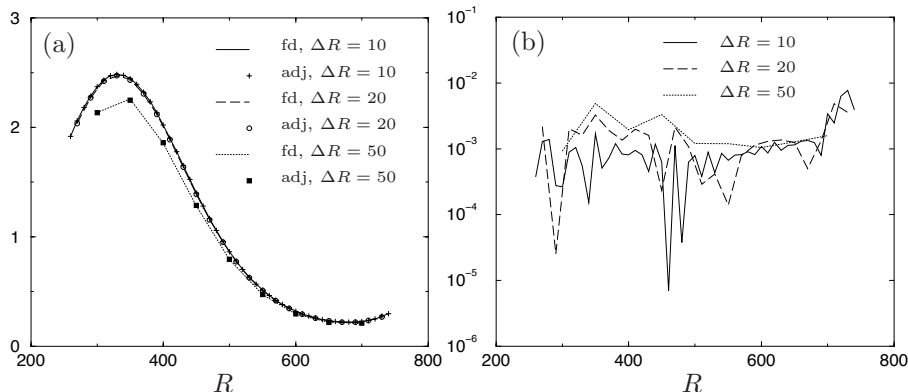 (a)
3
2
1
0
200
400
600
800
R
fd, ΔR = 10
adj, ΔR = 10
fd, ΔR = 20
adj, ΔR = 20
fd, ΔR = 50
adj, ΔR = 50
(b)
10⁻¹
10⁻²
10⁻³
10⁻⁴
10⁻⁵
10⁻⁶
200
400
600
800
R
ΔR = 10
ΔR = 20
ΔR = 50